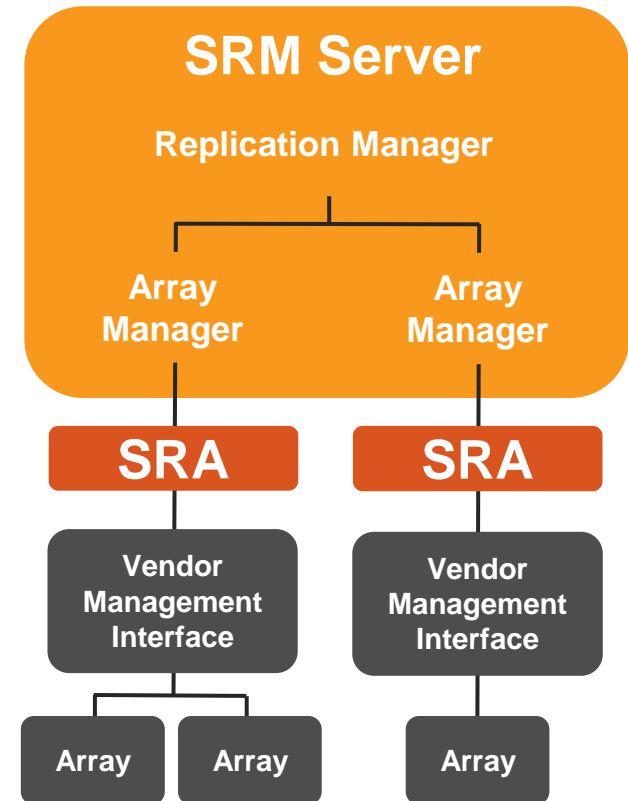 SRM Server
Replication Manager
Array
Manager
Array
Manager
SRA
SRA
Vendor
Management
Interface
Vendor
Management
Interface
Array
Array
Array